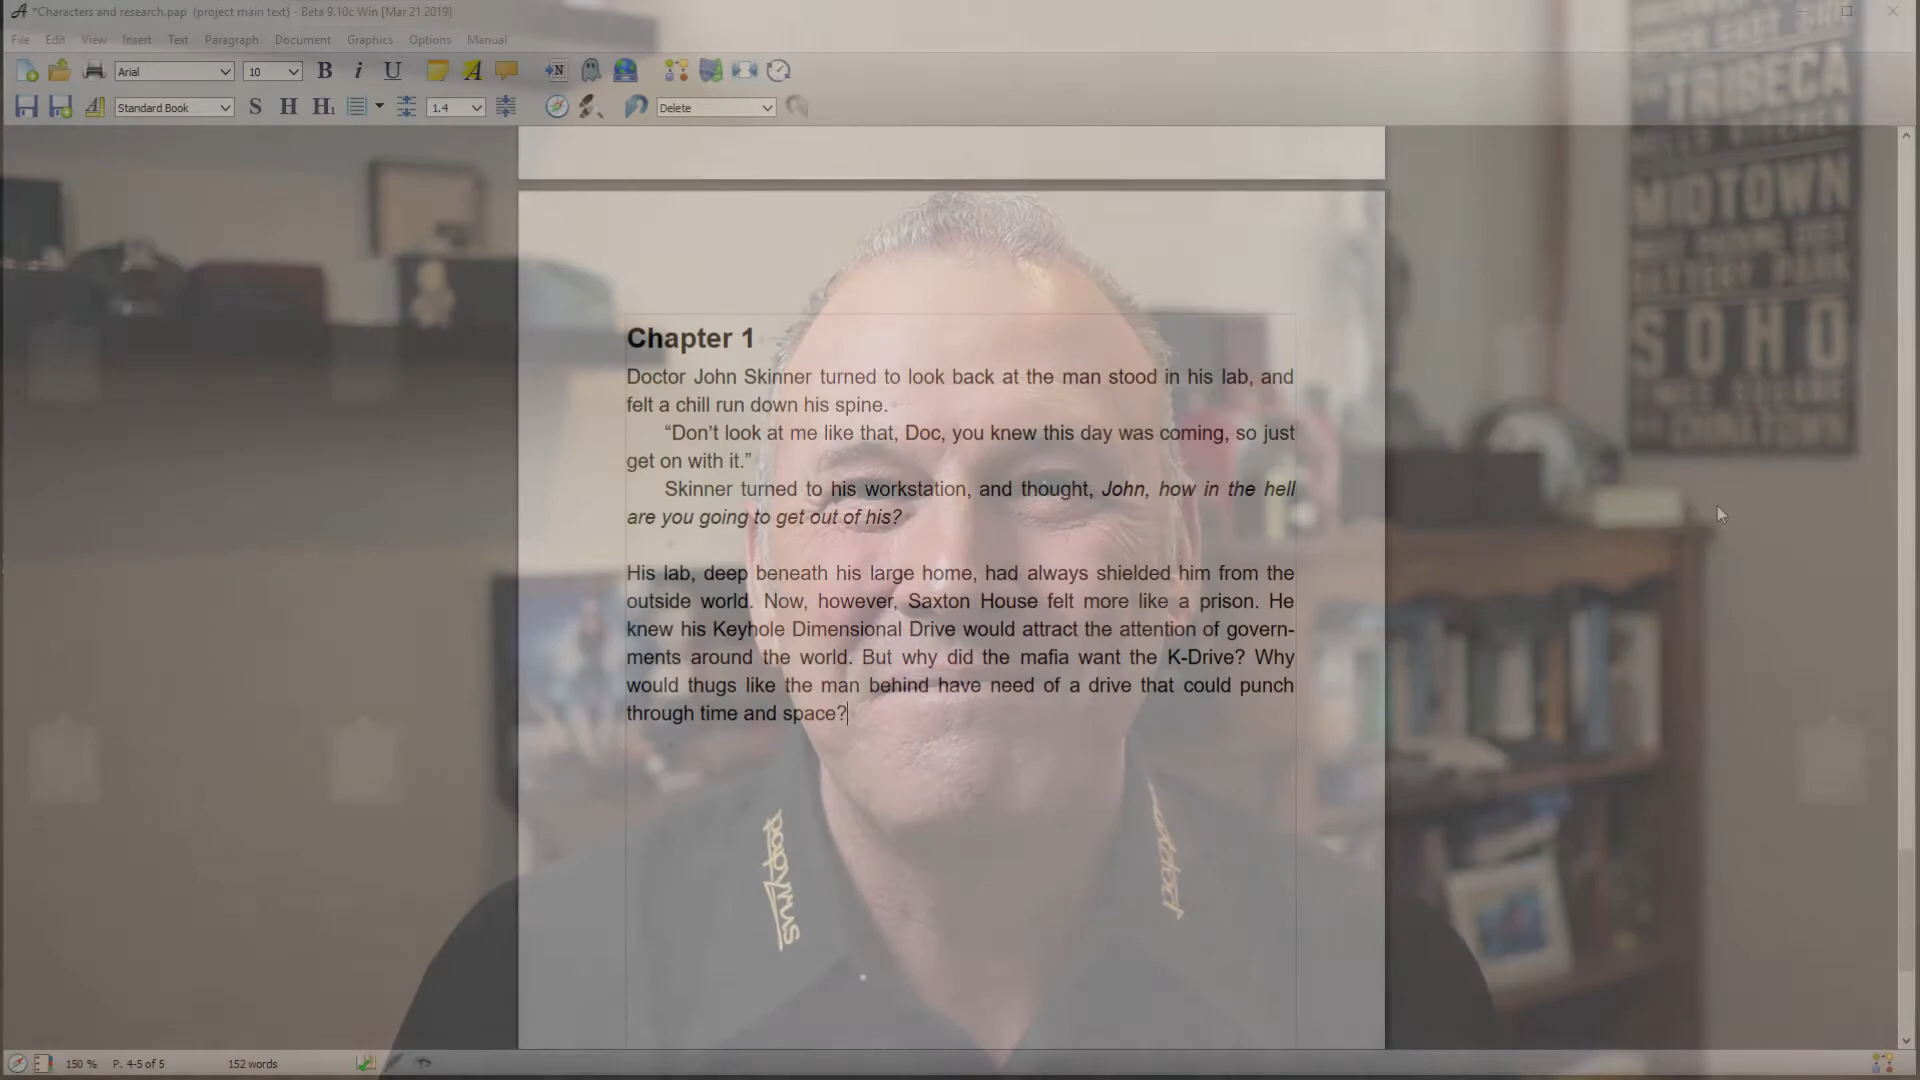 *Characters and research.pap (project main text) - Beta 9.10c Win [Mar 21 2019]
File Edit View Insert Text Paragraph Document Graphics Options Manual
Arial 10 B i U
Standard Book S H H1 1.4 Delete
TRIBECA
MIDTOWN
BATTERY PARK
SOHO
TIMES SQUARE
CHINATOWN
Chapter 1
Doctor John Skinner turned to look back at the man stood in his lab, and
felt a chill run down his spine.
“Don’t look at me like that, Doc, you knew this day was coming, so just
get on with it.”
Skinner turned to his workstation, and thought, John, how in the hell
are you going to get out of his?
His lab, deep beneath his large home, had always shielded him from the
outside world. Now, however, Saxton House felt more like a prison. He
knew his Keyhole Dimensional Drive would attract the attention of govern-
ments around the world. But why did the mafia want the K-Drive? Why
would thugs like the man behind have need of a drive that could punch
through time and space?
papyrus
150 % P. 4-5 of 5 152 words